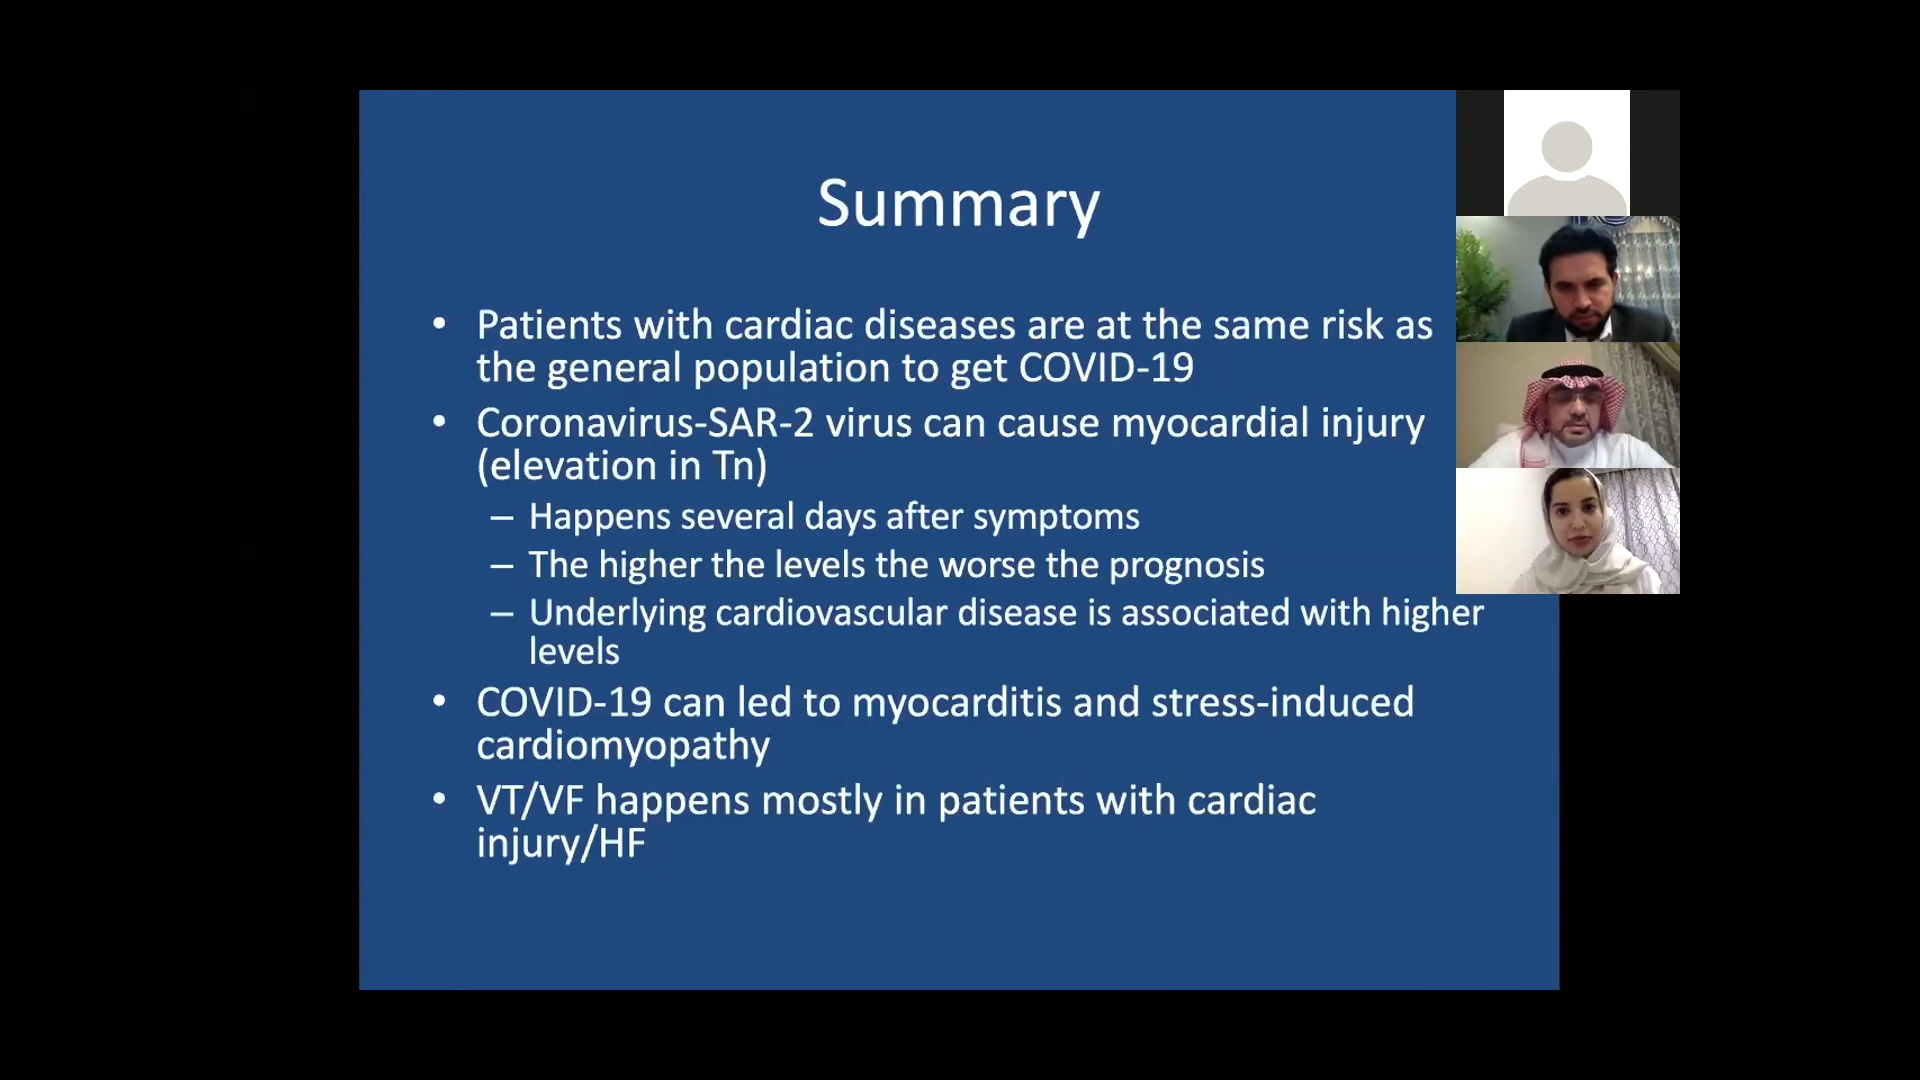 Summary
• Patients with cardiac diseases are at the same risk as
the general population to get COVID-19
• Coronavirus-SAR-2 virus can cause myocardial injury
(elevation in Tn)
– Happens several days after symptoms
– The higher the levels the worse the prognosis
– Underlying cardiovascular disease is associated with higher
levels
• COVID-19 can led to myocarditis and stress-induced
cardiomyopathy
• VT/VF happens mostly in patients with cardiac
injury/HF